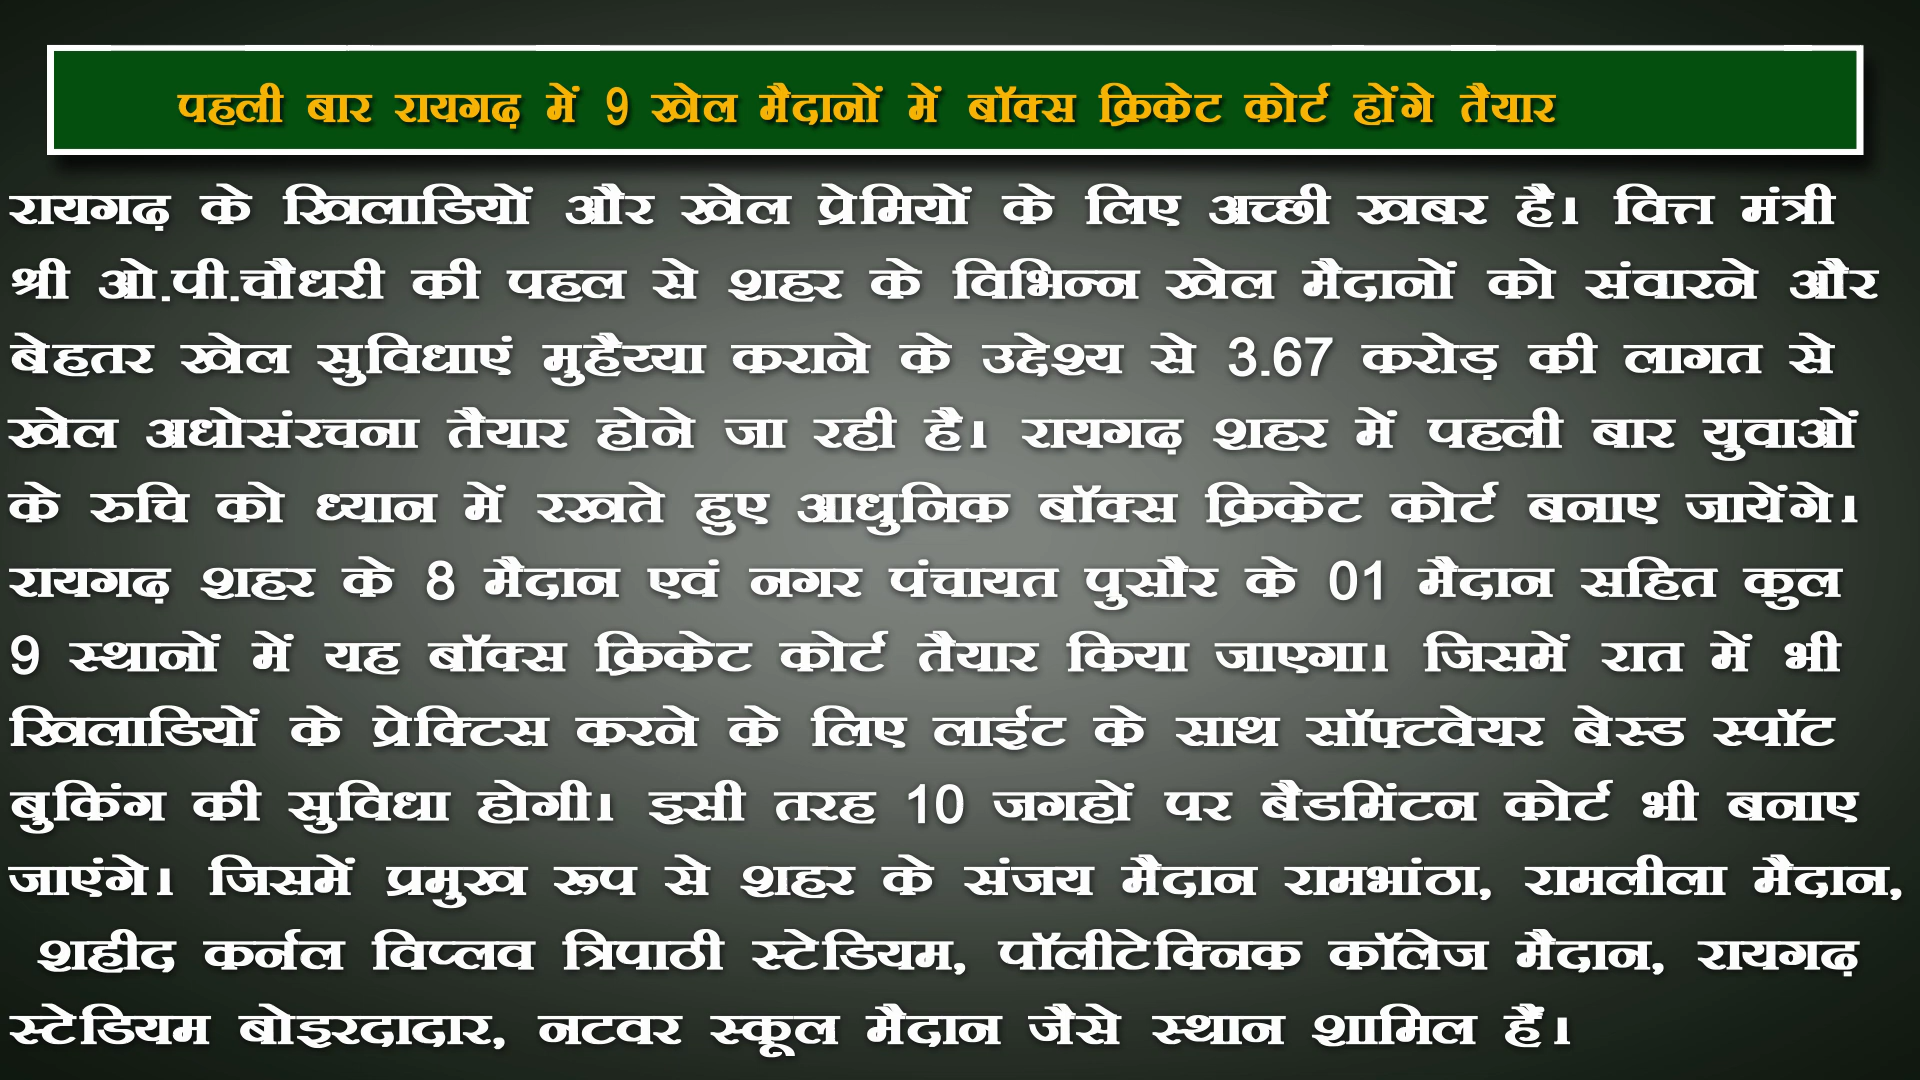 पहली बार रायगढ़ में 9 खेल मैदानों में बॉक्स क्रिकेट कोर्ट होंगे तैयार
रायगढ़ के खिलाडियों और खेल प्रेमियों के लिए अच्छी खबर है। वित्त मंत्री
श्री ओ.पी.चौधरी की पहल से शहर के विभिन्न खेल मैदानों को संवारने और
बेहतर खेल सुविधाएं मुहैय्या कराने के उद्देश्य से 3.67 करोड़ की लागत से
खेल अधोसंरचना तैयार होने जा रही है। रायगढ़ शहर में पहली बार युवाओं
के रुचि को ध्यान में रखते हुए आधुनिक बॉक्स क्रिकेट कोर्ट बनाए जायेंगे।
रायगढ़ शहर के 8 मैदान एवं नगर पंचायत पुसौर के 01 मैदान सहित कुल
9 स्थानों में यह बॉक्स क्रिकेट कोर्ट तैयार किया जाएगा। जिसमें रात में भी
खिलाडियों के प्रेक्टिस करने के लिए लाईट के साथ सॉफ्टवेयर बेस्ड स्पॉट
बुकिंग की सुविधा होगी। इसी तरह 10 जगहों पर बैडमिंटन कोर्ट भी बनाए
जाएंगे। जिसमें प्रमुख रूप से शहर के संजय मैदान रामभांठा, रामलीला मैदान,
शहीद कर्नल विप्लव त्रिपाठी स्टेडियम, पॉलीटेक्निक कॉलेज मैदान, रायगढ़
स्टेडियम बोइरदादार, नटवर स्कूल मैदान जैसे स्थान शामिल हैं।